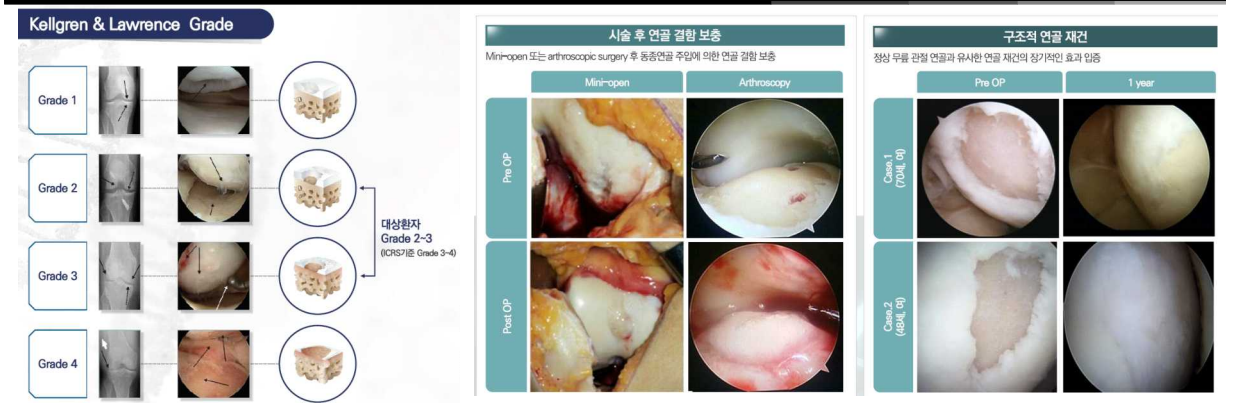 Kellgren & Lawrence Grade
Grade 1
Grade 2
Grade 3
Grade 4
대상환자
Grade 2~3
(ICRS기준 Grade 3~4)
시술 후 연골 결함 보충
Mini-open 또는 arthroscopic surgery 후 동종연골 주입에 의한 연골 결함 보충
Mini-open
Arthroscopy
Pre OP
Post OP
구조적 연골 재건
정상 무릎 관절 연골과 유사한 연골 재건의 장기적인 효과 입증
Pre OP
1 year
Case.1
(70세, 여)
Case.2
(48세, 여)